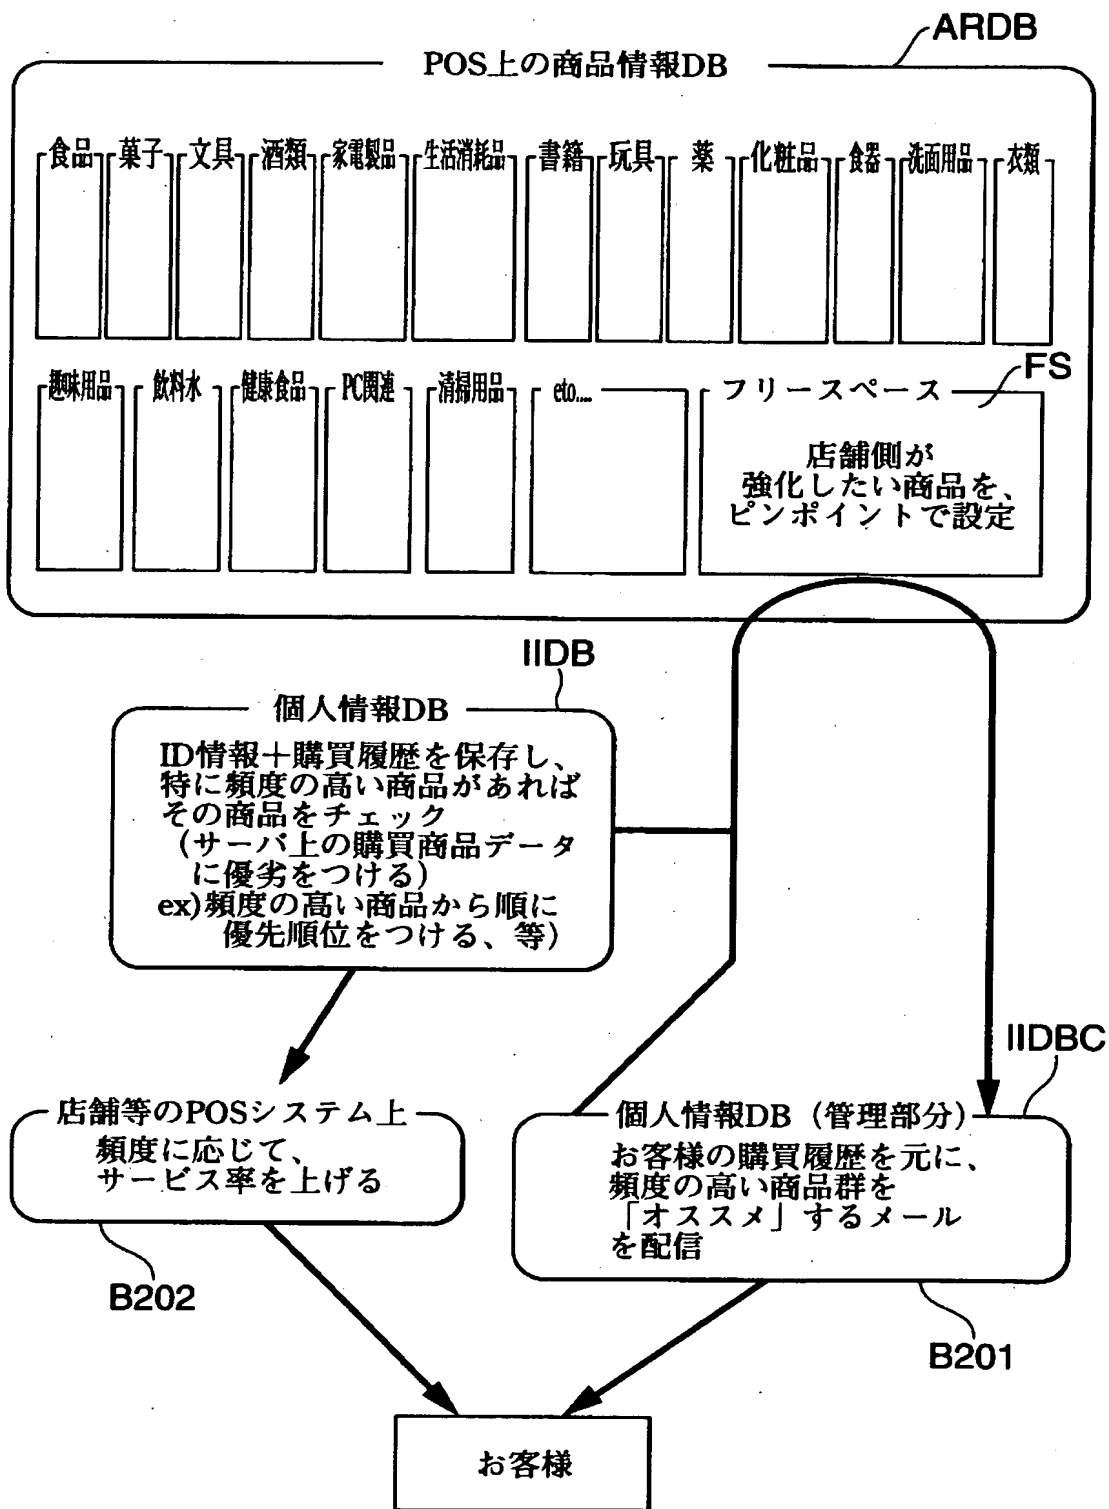 ARDB
POS上の商品情報DB
食品 菓子 文具 酒類 家電製品 生活消耗品 書籍 玩具 薬 化粧品 食器 洗面用品 衣類
FS
趣味用品 飲料水 健康食品 PC関連 清掃用品 etc.... フリースペース
店舗側が
強化したい商品を、
ピンポイントで設定
IIDB
個人情報DB
ID情報+購買履歴を保存し、
特に頻度の高い商品があれば
その商品をチェック
(サーバ上の購買商品データ
に優劣をつける)
ex)頻度の高い商品から順に
優先順位をつける、等)
IIDBC
店舗等のPOSシステム上
頻度に応じて、
サービス率を上げる
個人情報DB (管理部分)
お客様の購買履歴を元に、
頻度の高い商品群を
「オススメ」するメール
を配信
B202
B201
お客様